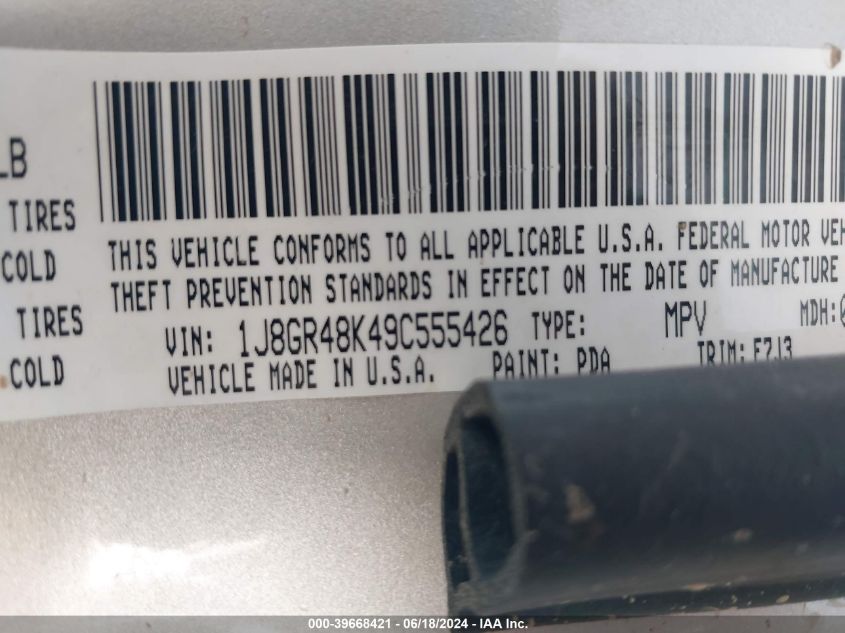 LB
TIRES
COLD
TIRES
COLD
THIS VEHICLE CONFORMS TO ALL APPLICABLE U.S.A. FEDERAL MOTOR VEH
THEFT PREVENTION STANDARDS IN EFFECT ON THE DATE OF MANUFACTURE
VIN: 1J8GR48K49C555426 TYPE: MPV MDH:0
VEHICLE MADE IN U.S.A. PAINT: PDA TRIM:
000-39668421 - 06/18/2024 - IAA Inc.